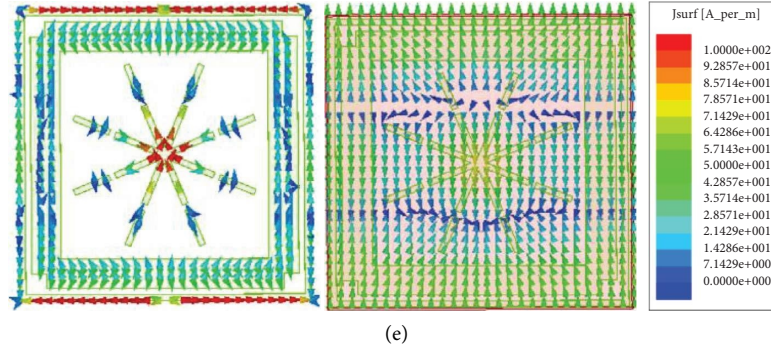 Jsurf [A_per_m]
1.0000e+002
9.2857e+001
8.5714e+001
7.8571e+001
7.1429e+001
6.4286e+001
5.7143e+001
5.0000e+001
4.2857e+001
3.5714e+001
2.8571e+001
2.1429e+001
1.4286e+001
7.1429e+000
0.0000e+000
(e)